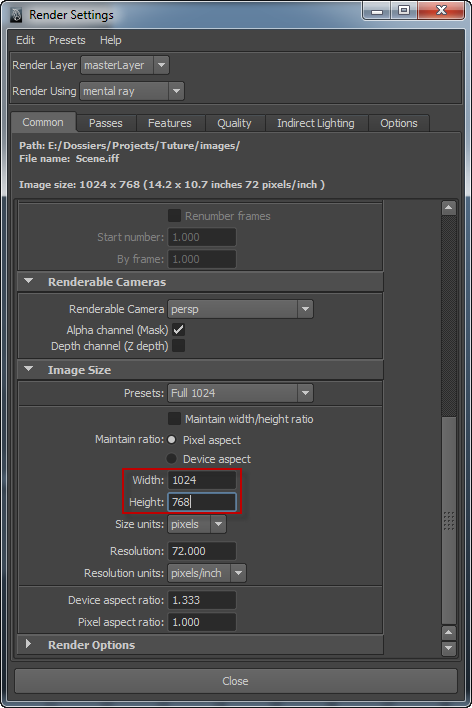 Render Settings
Edit Presets Help
Render Layer masterLayer
Render Using mental ray
Common Passes Features Quality Indirect Lighting Options
Path: E:/Dossiers/Projects/Tuture/images/
File name: Scene.iff
Image size: 1024 x 768 (14.2 x 10.7 inches 72 pixels/inch )
Renumber frames
Start number: 1.000
By frame: 1.000
Renderable Cameras
Renderable Camera persp
Alpha channel (Mask)
Depth channel (Z depth)
Image Size
Presets: Full 1024
Maintain width/height ratio
Maintain ratio: Pixel aspect
Device aspect
Width: 1024
Height: 768
Size units: pixels
Resolution: 72.000
Resolution units: pixels/inch
Device aspect ratio: 1.333
Pixel aspect ratio: 1.000
Render Options
Close